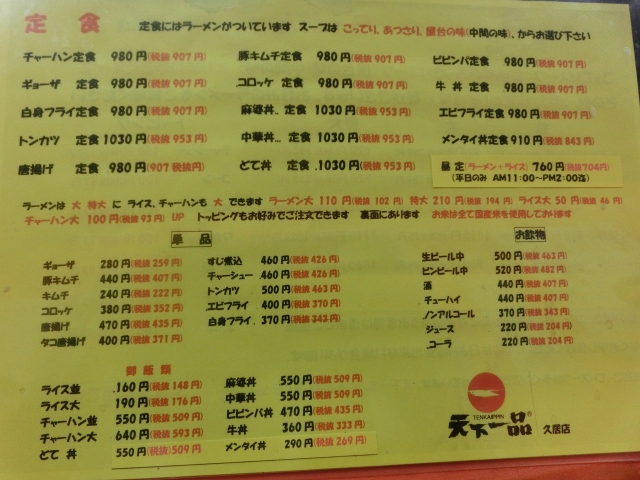 定食 定食にはラーメンがついています スープは こってり、あっさり、屋台の味(中間の味)、からお選び下さい
チャーハン定食 980円(税抜 907円) 豚キムチ定食 980円(税抜 907円) ビビンバ定食 980円(税抜 907円)
ギョーザ 定食 980円(税抜 907円) コロッケ 定食 980円(税抜 907円) 牛丼 定食 980円(税抜 907円)
白身フライ定食 980円(税抜 907円) 麻婆丼.. 定食 1030円(税抜 953円) エビフライ定食 980円(税抜 907円)
トンカツ 定食 1030円(税抜 953円) 中華丼... 定食 1030円(税抜 953円) メンタイ丼定食 910円(税抜 843円)
唐揚げ 定食 .980円(907税抜円) どて丼 定食 .1030円(税抜 953円) 昼定(ラーメン+ライス) 760円(税抜704円)
(平日のみ AM11:00〜PM2:00迄)
ラーメンは 大 特大 に ライス、チャーハンも 大 できます ラーメン大 110円(税抜 102円) 特大 210円(税抜 194円) ライス大 50円(税抜 46円)
チャーハン大 100円(税抜 93円) UP トッピングもお好みでご注文できます 裏面にあります お米は全て国産米を使用しております
単品 お飲物
ギョーザ 280円(税抜 259円) すじ煮込 460円(税抜 426円) 生ビール中 500円(税抜 463円)
豚キムチ 440円(税抜 407円) チャーシュー .460円(税抜 426円) ビンビール中 520円(税抜 482円)
キムチ 240円(税抜 222円) トンカツ 500円(税抜 463円) 酒 440円(税抜 407円)
コロッケ 380円(税抜 352円) エビフライ 400円(税抜 370円) チューハイ 440円(税抜 407円)
唐揚げ 470円(税抜 435円) 白身フライ. 370円(税抜 343円) ノンアルコール 370円(税抜 343円)
タコ唐揚げ 400円(税抜 371円) ジュース 220円(税抜 204円)
.コーラ 220円(税抜 204円)
御飯類
ライス並 .160円(税抜 148円) 麻婆丼 550円(税抜 509円)
ライス大 190円(税抜 176円) 中華丼 550円(税抜 509円)
チャーハン並 550円(税抜 509円) ビビンバ丼 470円(税抜 435円)
チャーハン大 640円(税抜 593円) 牛丼 360円(税抜 333円)
どて丼 550円(税抜)509円) メンタイ丼 290円(税抜 269円)
TENKAIPPIN
天下一品® 久居店